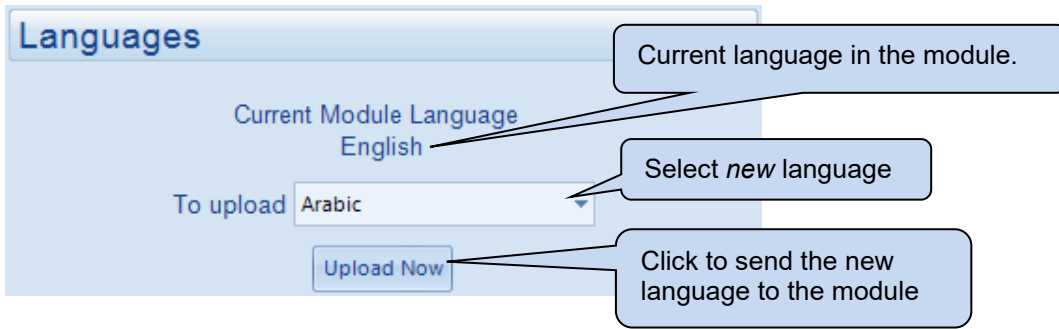 Languages
Current language in the module.
Current Module Language
English
Select new language
To upload Arabic
Upload Now
Click to send the new
language to the module